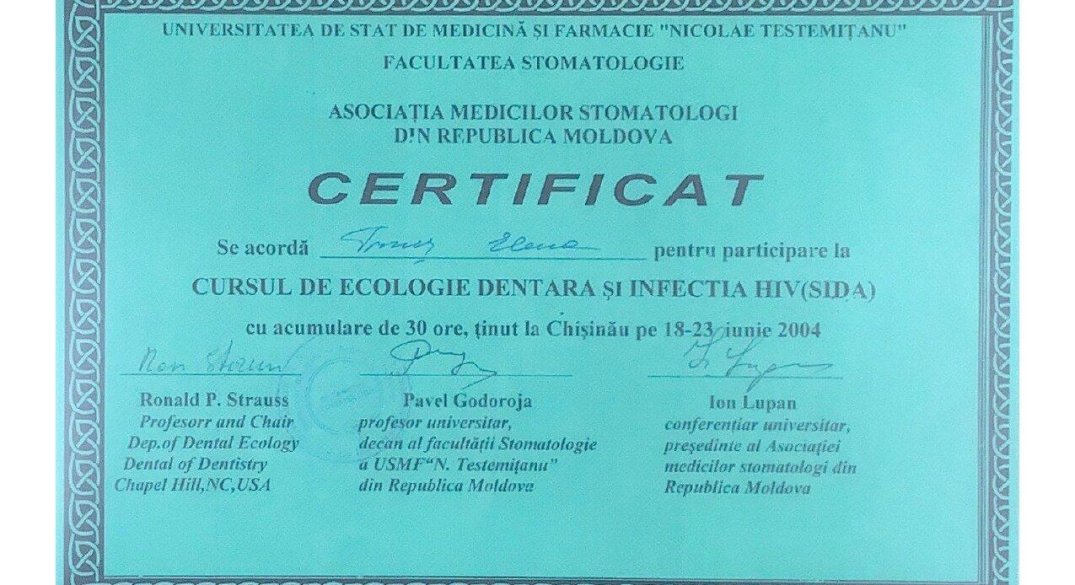 UNIVERSITATEA DE STAT DE MEDICINĂ ȘI FARMACIE "NICOLAE TESTEMIȚANU"
FACULTATEA STOMATOLOGIE
ASOCIAȚIA MEDICILOR STOMATOLOGI
DIN REPUBLICA MOLDOVA
CERTIFICAT
Se acordă Elena pentru participare la
CURSUL DE ECOLOGIE DENTARA ȘI INFECTIA HIV(SIDA)
cu acumulare de 30 ore, ținut la Chișinău pe 18-23 iunie 2004
Ronald P. Strauss
Profesorr and Chair
Dep.of Dental Ecology
Dental of Dentistry
Chapel Hill,NC,USA
Pavel Godoroja
profesor universitar,
decan al facultății Stomatologie
a USMF“N. Testemițanu”
din Republica Moldova
Ion Lupan
conferențiar universitar,
președinte al Asociației
medicilor stomatologi din
Republica Moldova